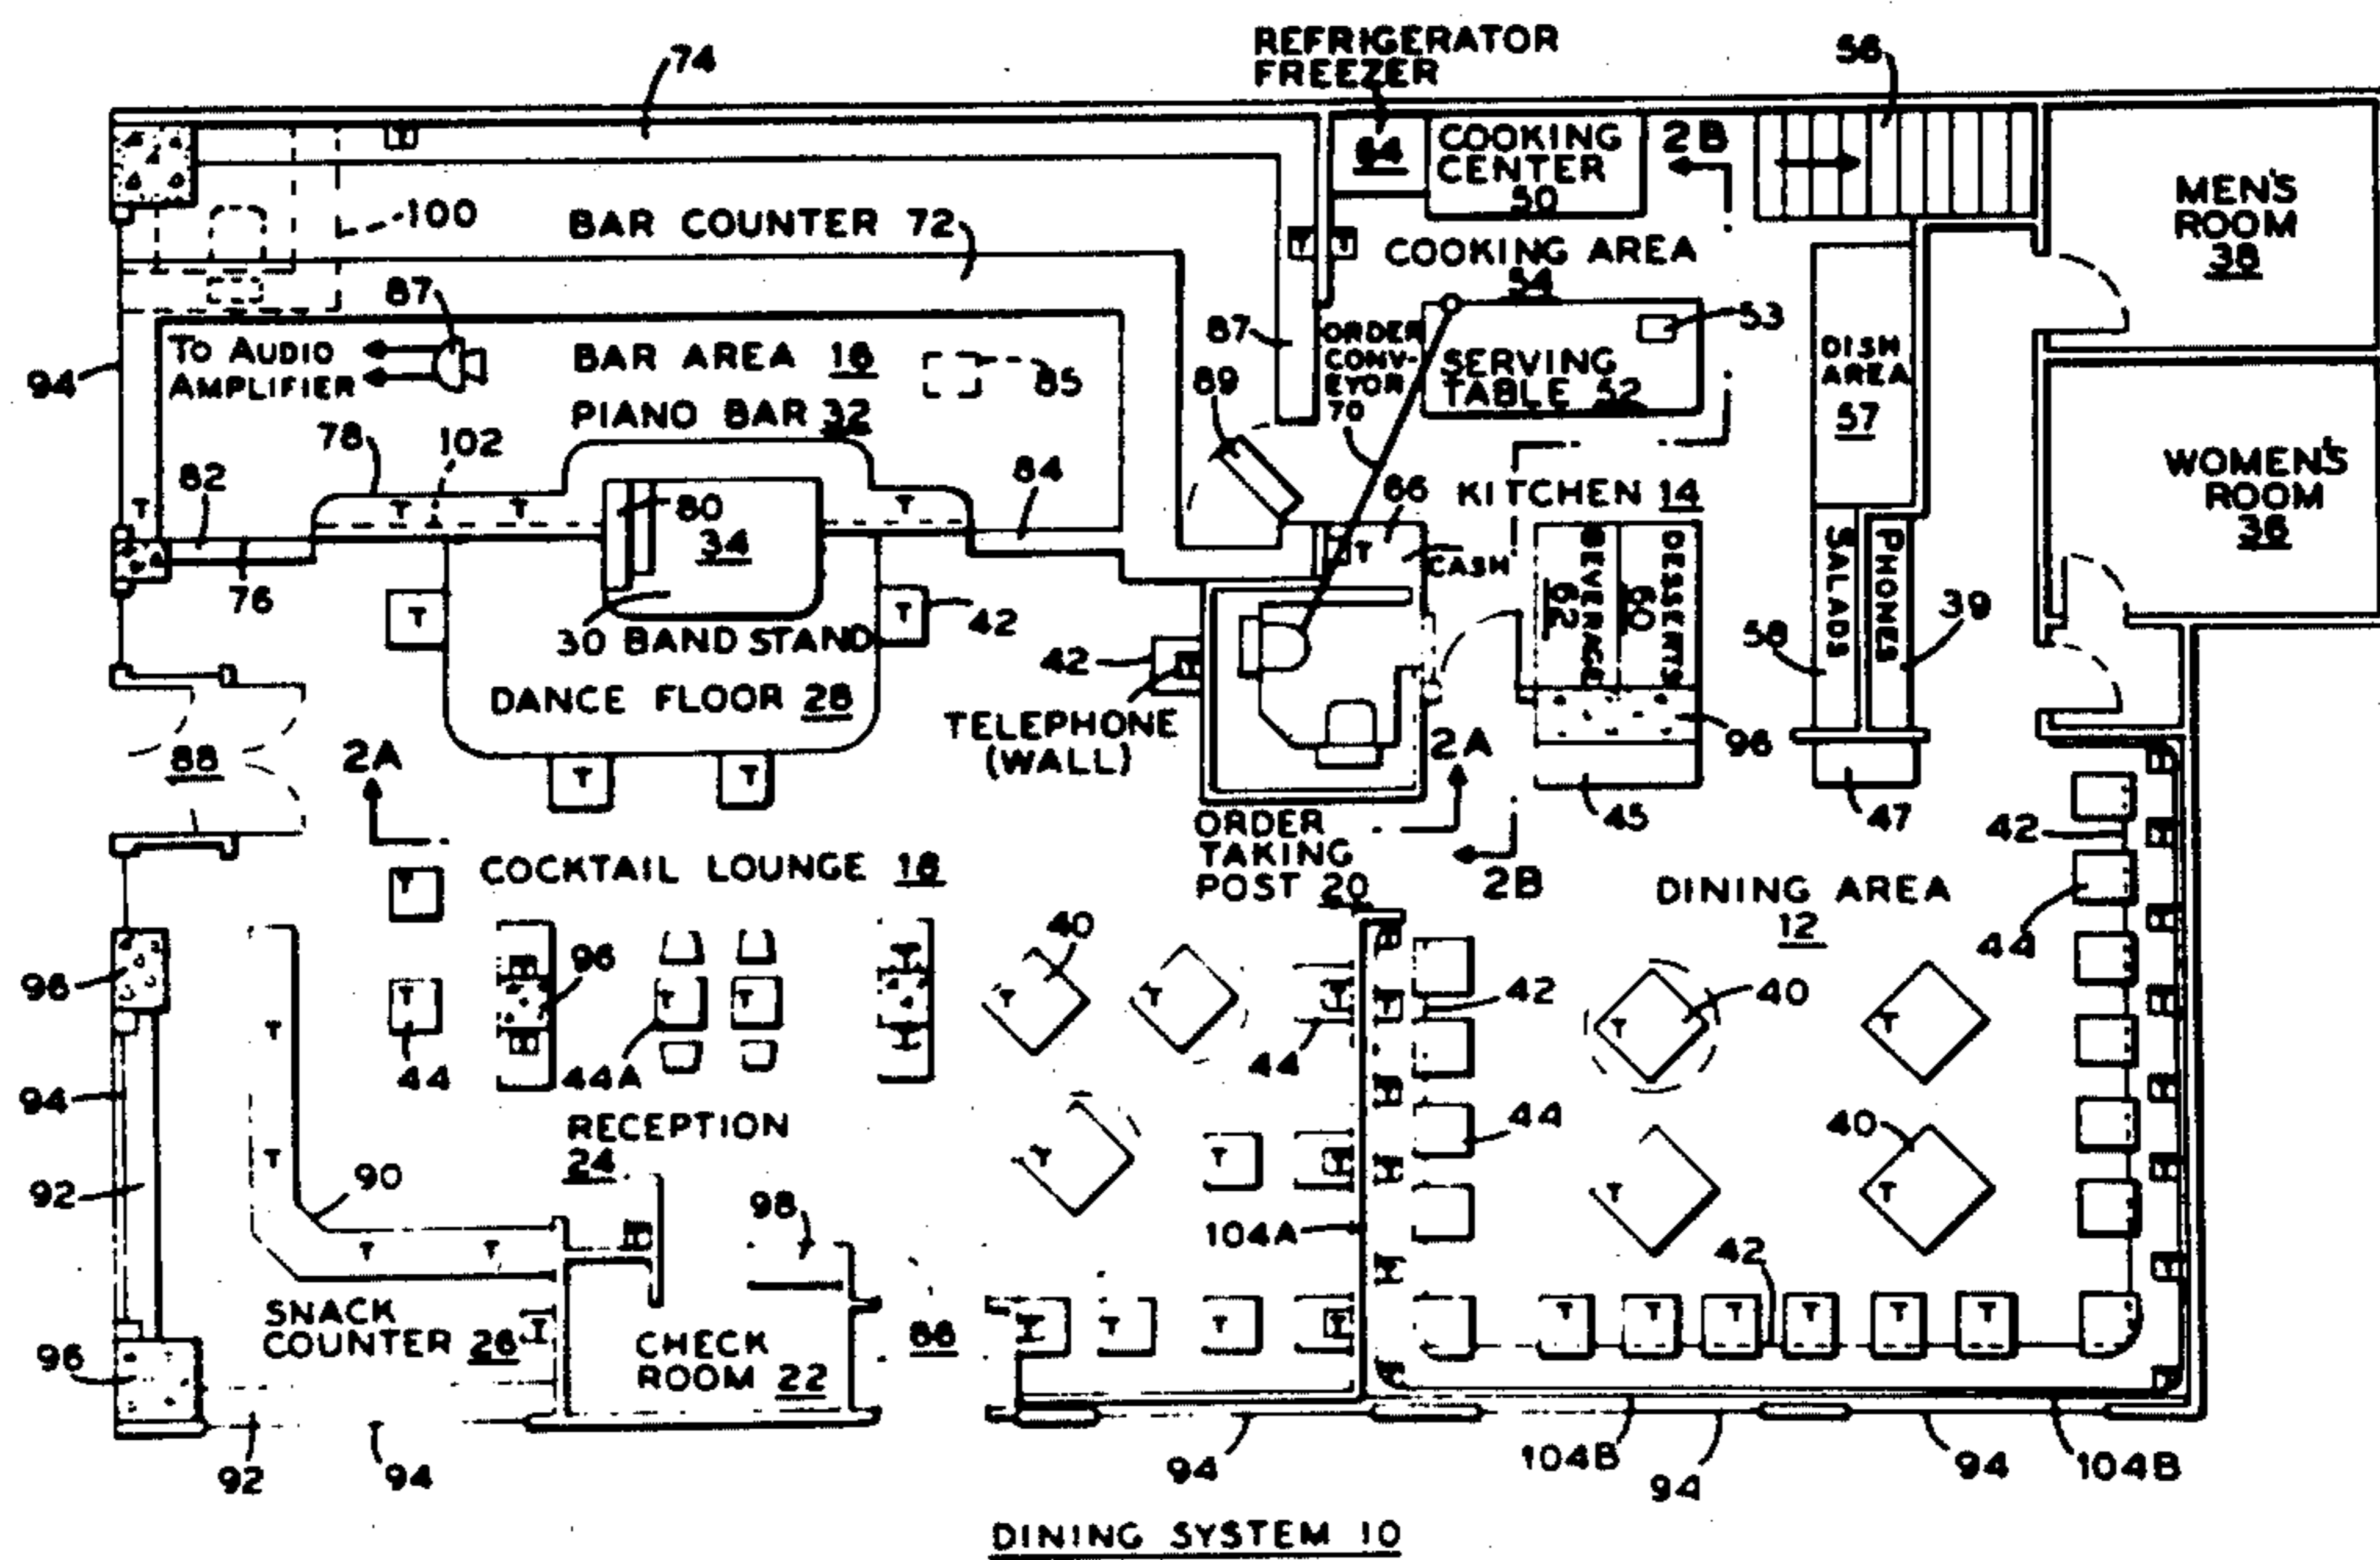 REFRIGERATOR
FREEZER
74
56
64
COOKING
CENTER
50
2B
MEN'S
ROOM
38
100
BAR COUNTER 72
T
T
T
COOKING AREA
54
87
TO AUDIO
AMPLIFIER
BAR AREA 18
85
PIANO BAR 32
94
87
89
ORDER
CONV-
EYOR
70
SERVING
TABLE 52
53
DISH
AREA
57
WOMEN'S
ROOM
36
78
102
82
T
T
T
T
84
80
34
66
T
CASH
KITCHEN 14
BEVERAGE
62
DESSERTS
60
SALADS
PHONES
76
T
30 BAND STAND
T
42
42
58
39
DANCE FLOOR 28
TELEPHONE
(WALL)
88
2A
T
T
2A
96
45
47
ORDER
TAKING
POST 20
2B
COCKTAIL LOUNGE 16
DINING AREA
12
42
44
T
96
T
T
96
T
T
T
40
T
T
T
42
T
40
T
44
44A
44
94
RECEPTION
24
T
44
40
92
90
T
T
T
98
104A
T
T
42
T
T
SNACK
COUNTER 26
T
CHECK
ROOM 22
86
T
T
T
T
T
T
T
T
T
T
96
92
94
94
104B
94
94
104B
DINING SYSTEM 10